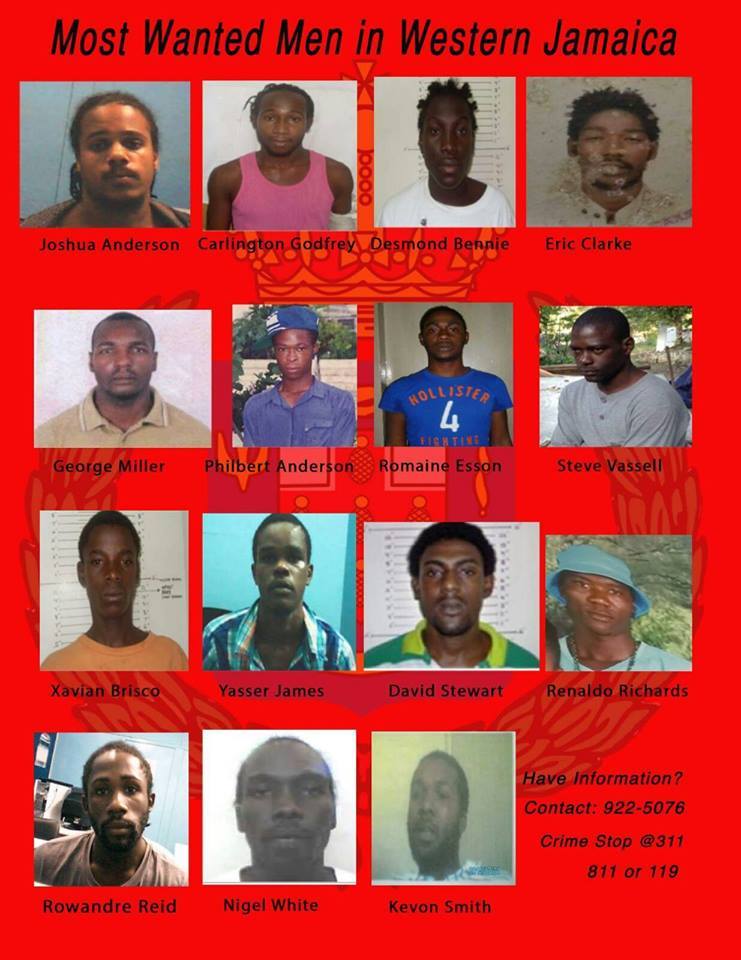 Most Wanted Men in Western Jamaica
Joshua Anderson Carlington Godfrey Desmond Bennie Eric Clarke
HOLLISTER
4
FIGHTING
George Miller Philbert Anderson Romaine Esson Steve Vassell
Xavian Brisco Yasser James David Stewart Renaldo Richards
Have Information?
Contact: 922-5076
Crime Stop @311
811 or 119
Rowandre Reid Nigel White Kevon Smith